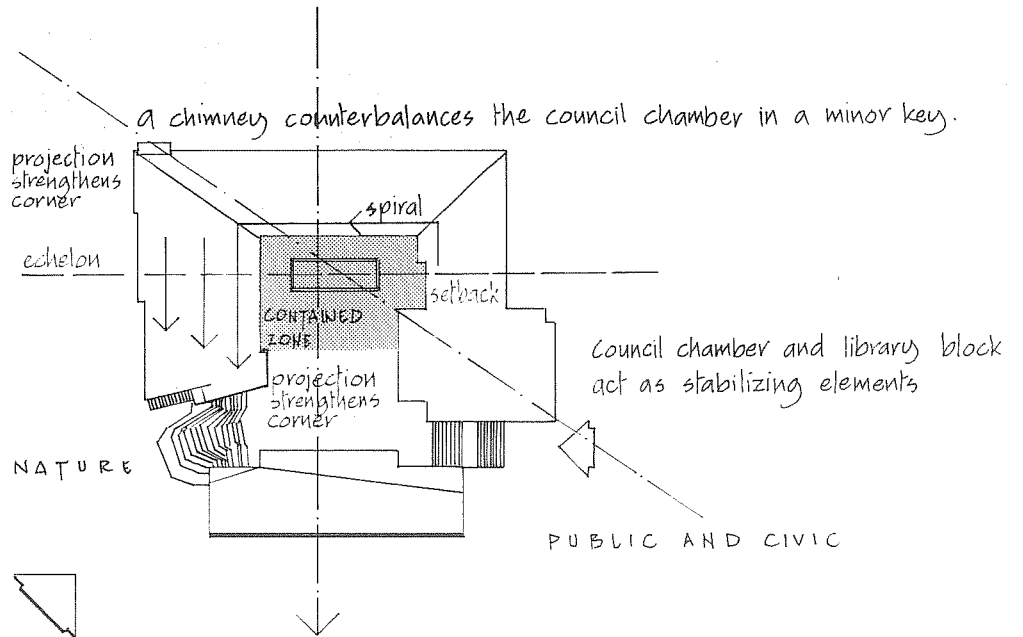 a chimney counterbalances the council chamber in a minor key.
projection
strengthens
corner
spiral
echelon
setback
CONTAINED
ZONE
Council chamber and library block
act as stabilizing elements
projection
strengthens
corner
NATURE
PUBLIC AND CIVIC